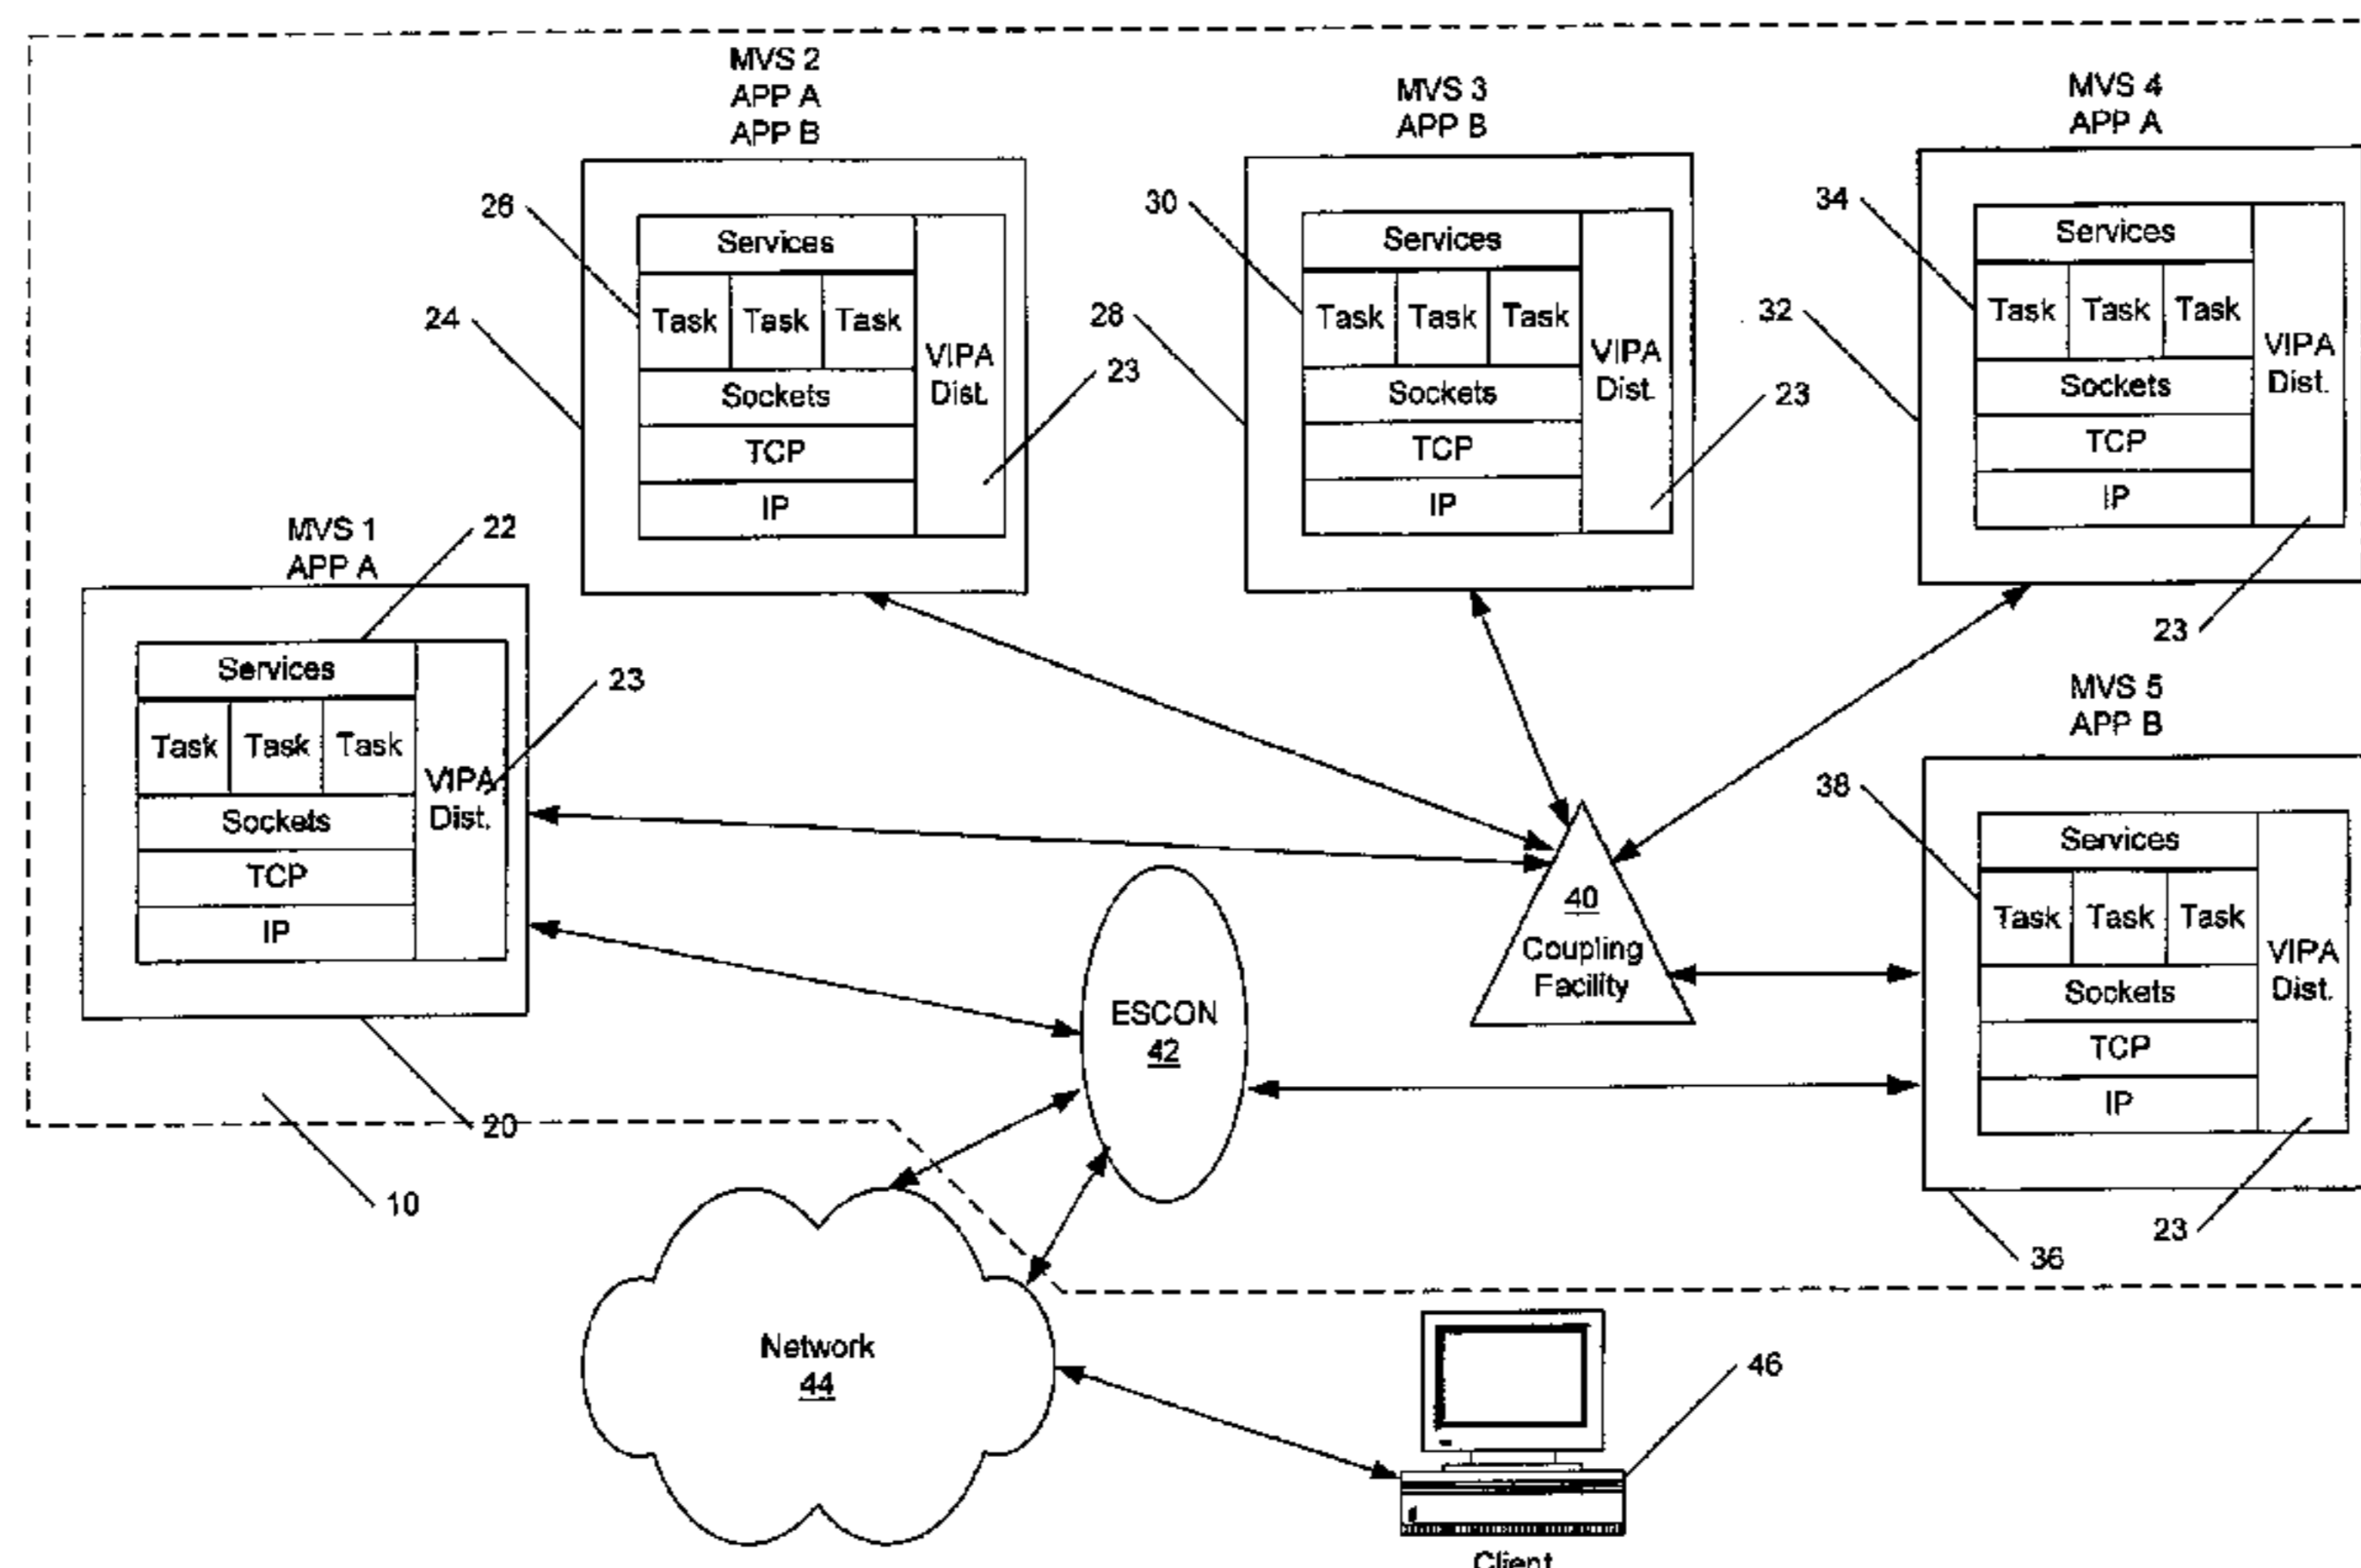 MVS 2
APP A
APP B
MVS 3
APP B
MVS 4
APP A
26
24
Services
Task Task Task
Sockets
TCP
IP
VIPA
Dist.
23
30
28
Services
Task Task Task
Sockets
TCP
IP
VIPA
Dist.
23
34
32
Services
Task Task Task
Sockets
TCP
IP
VIPA
Dist.
23
MVS 1
APP A
22
Services
Task Task Task
Sockets
TCP
IP
VIPA
Dist.
23
20
10
MVS 5
APP B
38
Services
Task Task Task
Sockets
TCP
IP
VIPA
Dist.
23
36
40
Coupling
Facility
ESCON
42
Network
44
46
Client